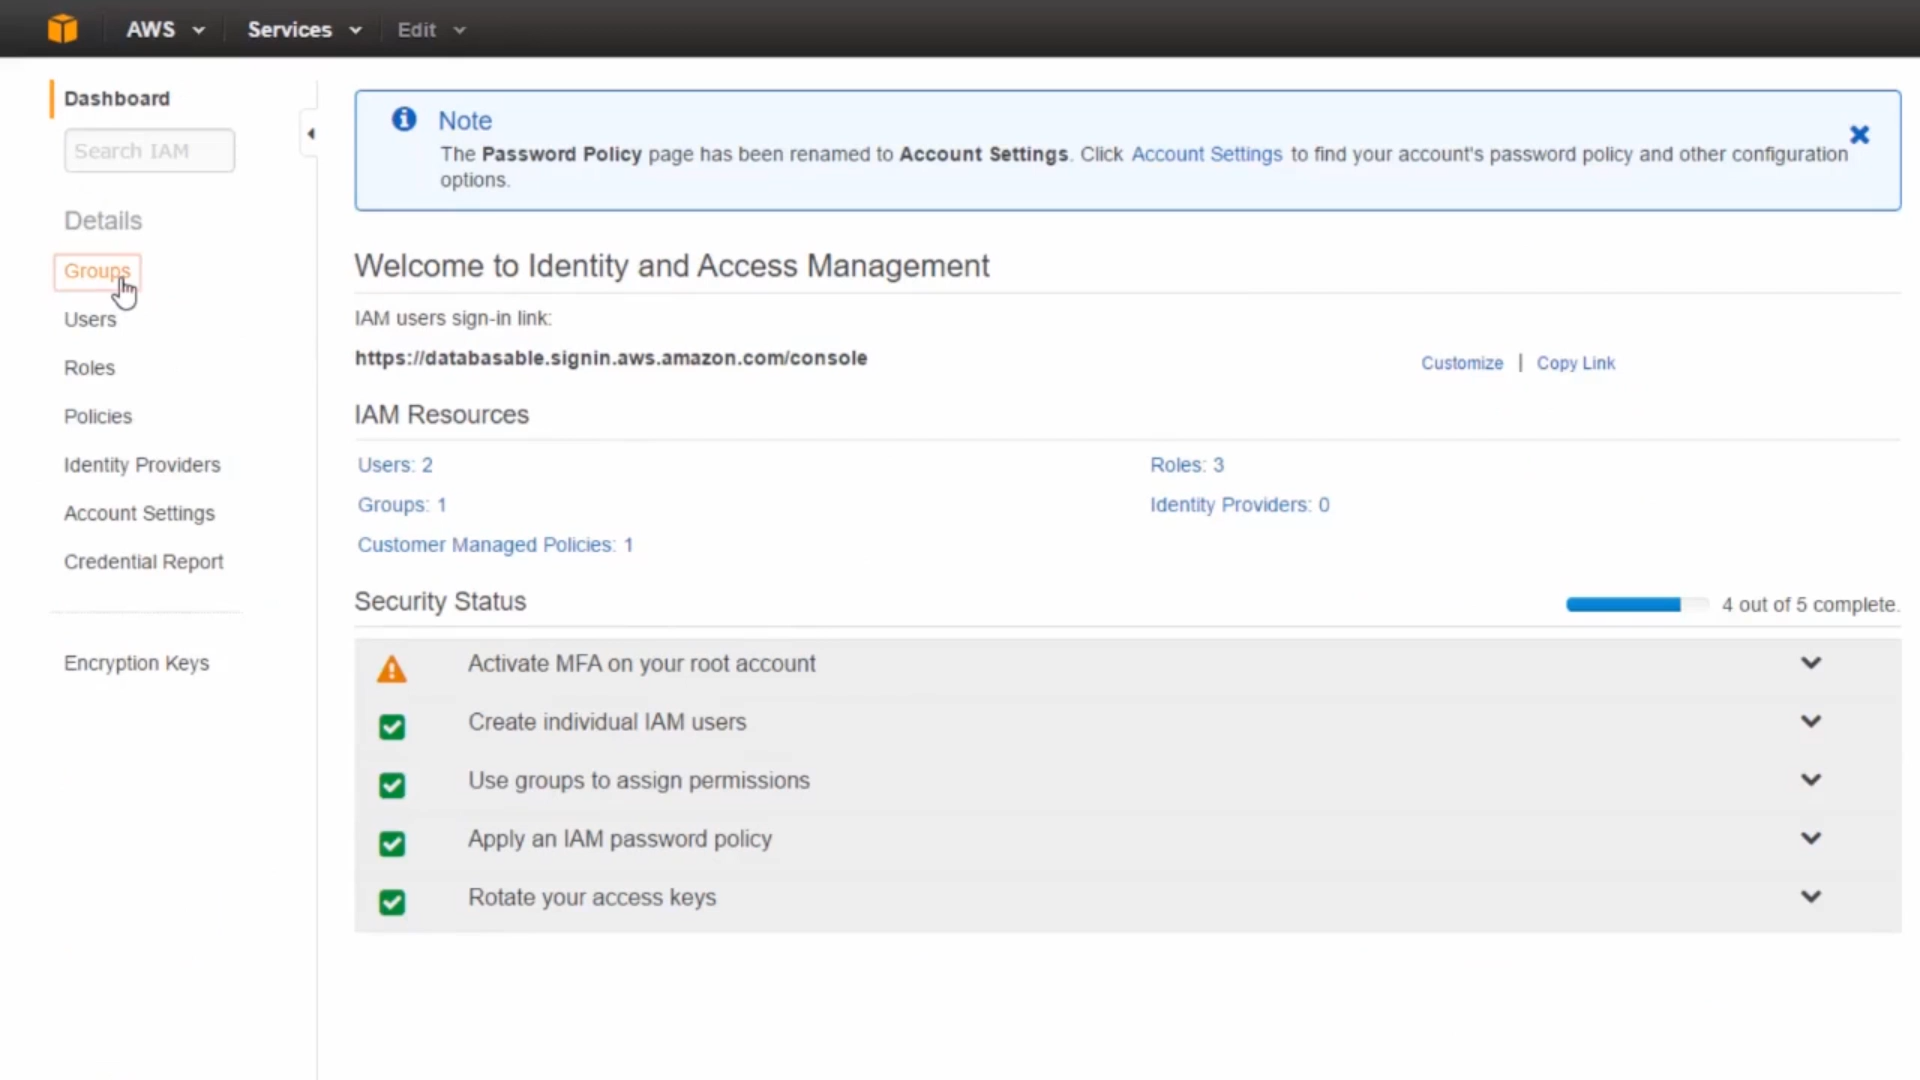 AWS
Services
Edit
Dashboard
Search IAM
Details
Groups
Users
Roles
Policies
Identity Providers
Account Settings
Credential Report
Encryption Keys
Note
The Password Policy page has been renamed to Account Settings. Click Account Settings to find your account's password policy and other configuration
options.
Welcome to Identity and Access Management
IAM users sign-in link:
https://databasable.signin.aws.amazon.com/console
Customize | Copy Link
IAM Resources
Users: 2
Roles: 3
Groups: 1
Identity Providers: 0
Customer Managed Policies: 1
Security Status
4 out of 5 complete.
Activate MFA on your root account
Create individual IAM users
Use groups to assign permissions
Apply an IAM password policy
Rotate your access keys